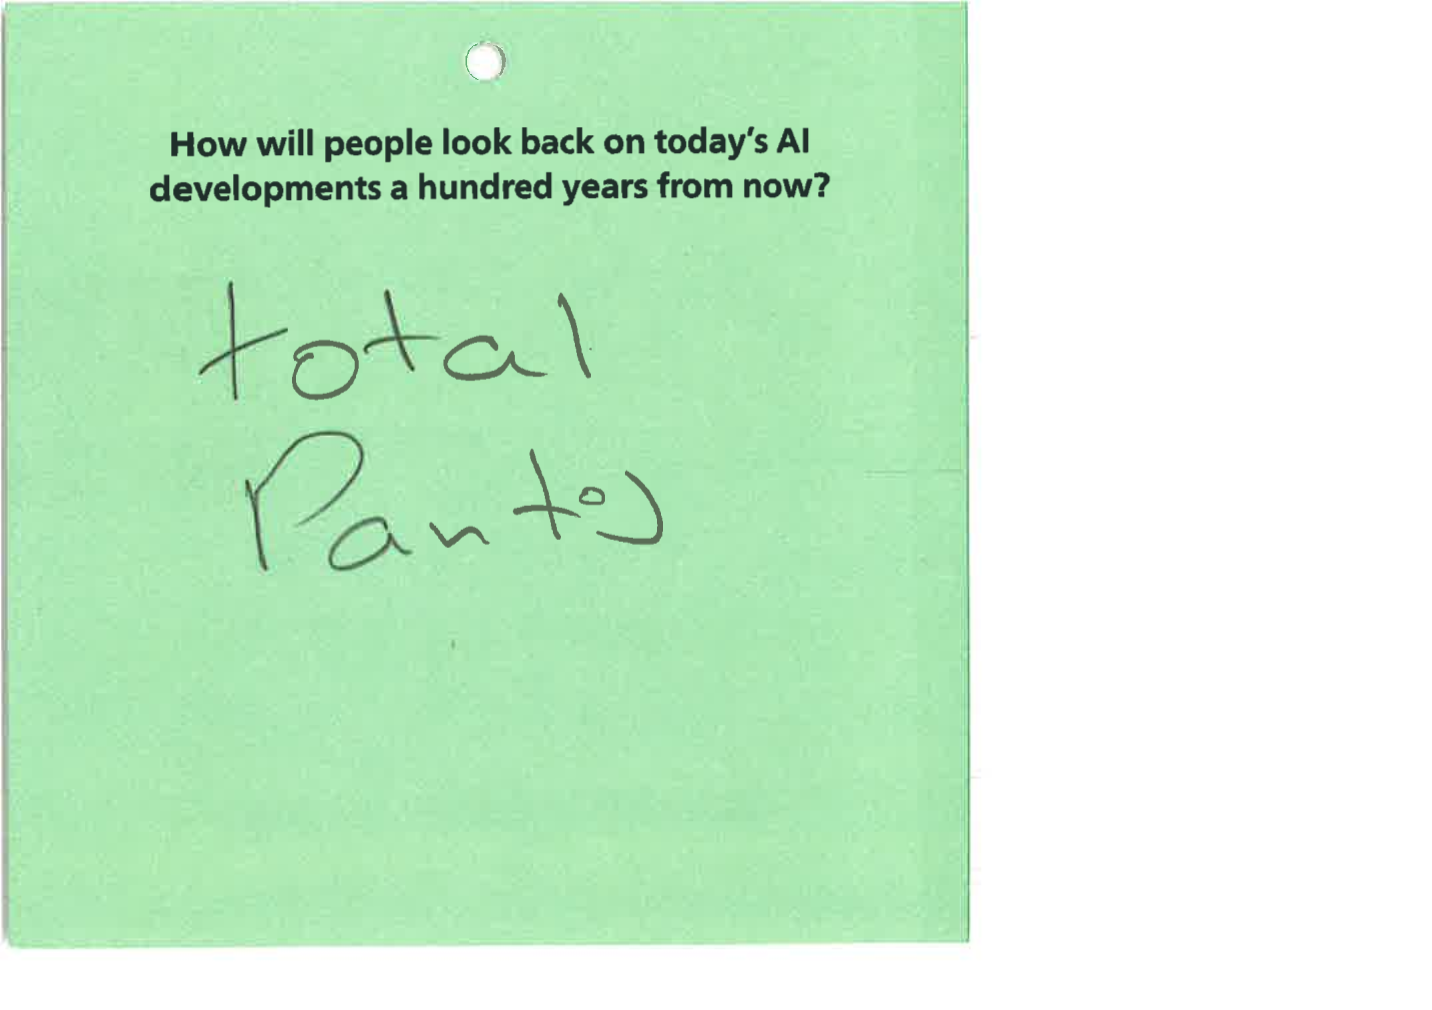 How will people look back on today's AI
developments a hundred years from now?
total
Pants